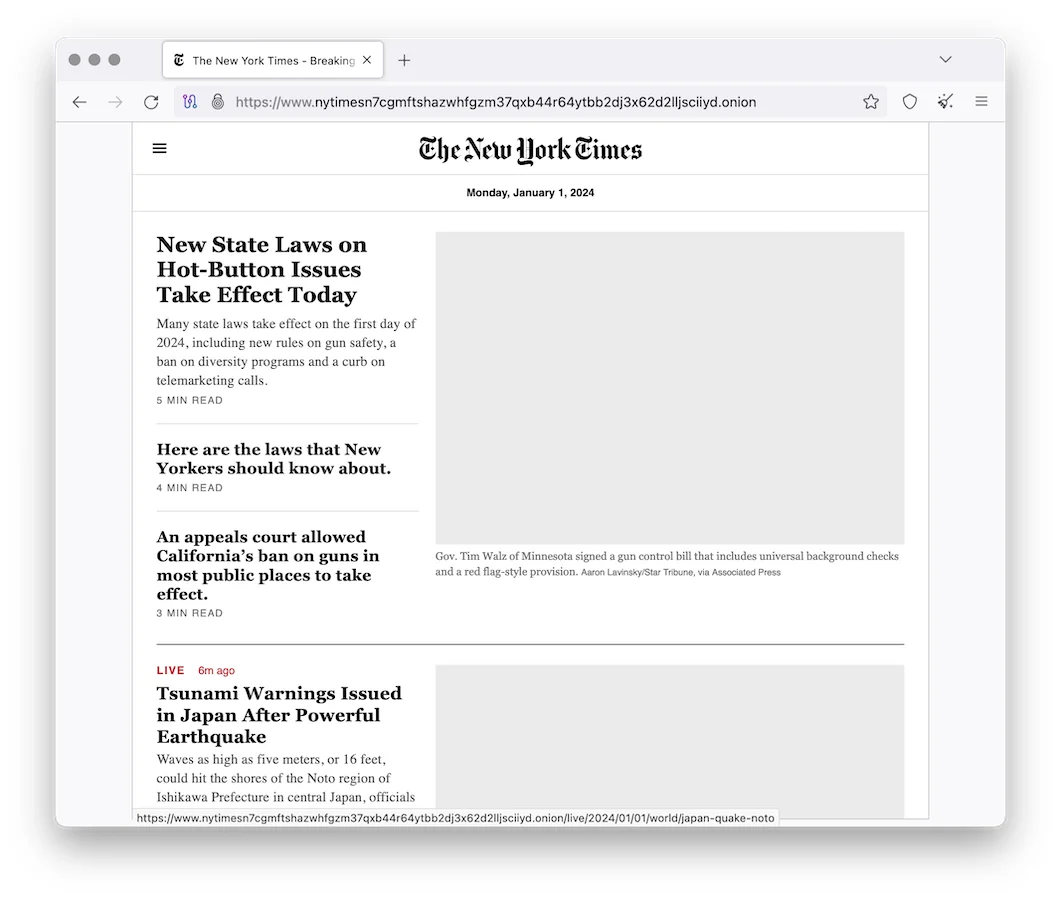 The New York Times - Breaking
https://www.nytimesn7cgmftshazwhfgzm37qxb44r64ytbb2dj3x62d2lljsciiyd.onion
The New York Times
Monday, January 1, 2024
New State Laws on
Hot-Button Issues
Take Effect Today
Many state laws take effect on the first day of
2024, including new rules on gun safety, a
ban on diversity programs and a curb on
telemarketing calls.
5 MIN READ
Here are the laws that New
Yorkers should know about.
4 MIN READ
An appeals court allowed
California’s ban on guns in
most public places to take
effect.
3 MIN READ
Gov. Tim Walz of Minnesota signed a gun control bill that includes universal background checks
and a red flag-style provision. Aaron Lavinsky/Star Tribune, via Associated Press
LIVE 6m ago
Tsunami Warnings Issued
in Japan After Powerful
Earthquake
Waves as high as five meters, or 16 feet,
could hit the shores of the Noto region of
Ishikawa Prefecture in central Japan, officials
https://www.nytimesn7cgmftshazwhfgzm37qxb44r64ytbb2dj3x62d2lljsciiyd.onion/live/2024/01/01/world/japan-quake-noto